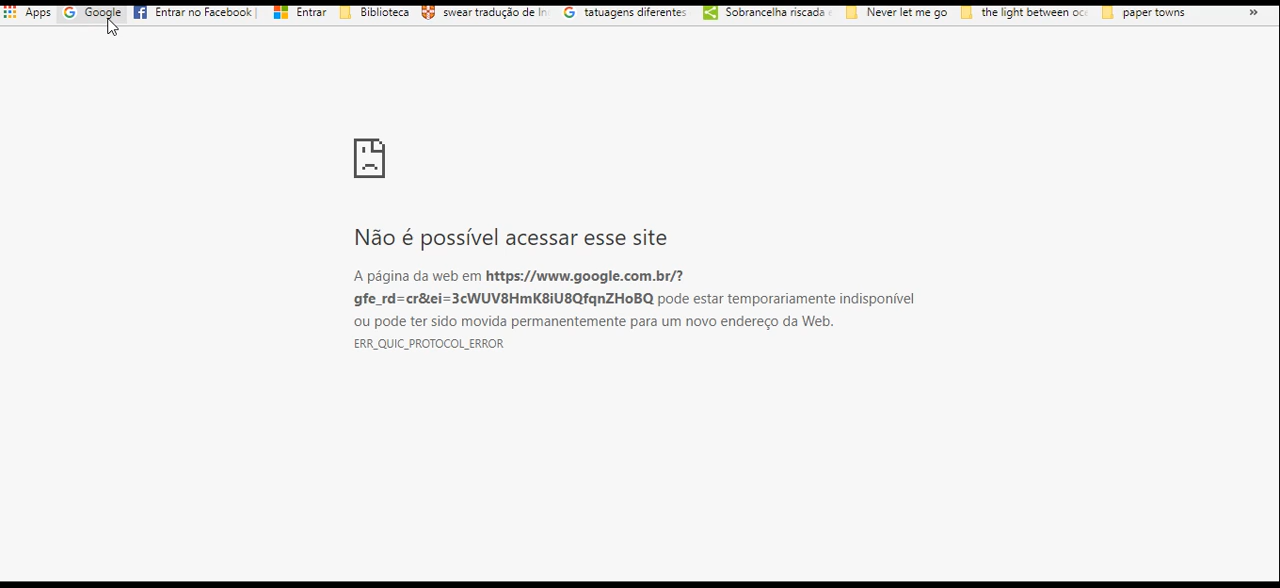 Apps Google Entrar no Facebook Entrar Biblioteca swear tradução de tatuagens diferentes Sobrancelha riscada Never let me go the light between paper towns »
Não é possível acessar esse site
A página da web em https://www.google.com.br/?
gfe_rd=cr&ei=3cWUV8HmK8iU8QfqnZHoBQ pode estar temporariamente indisponível
ou pode ter sido movida permanentemente para um novo endereço da Web.
ERR_QUIC_PROTOCOL_ERROR